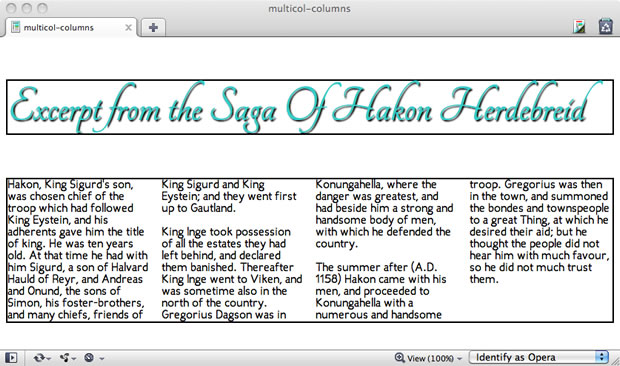 multicol-columns
multicol-columns
Excerpt from the Saga Of Hakon Herdebreid
Hakon, King Sigurd's son,
was chosen chief of the
troop which had followed
King Eystein, and his
adherents gave him the title
of king. He was ten years
old. At that time he had with
him Sigurd, a son of Halvard
Hauld of Reyr, and Andreas
and Onund, the sons of
Simon, his foster-brothers,
and many chiefs, friends of
King Sigurd and King
Eystein; and they went first
up to Gautland.
King Inge took possession
of all the estates they had
left behind, and declared
them banished. Thereafter
King Inge went to Viken, and
was sometime also in the
north of the country.
Gregorius Dagson was in
Konungahella, where the
danger was greatest, and
had beside him a strong and
handsome body of men,
with which he defended the
country.
The summer after (A.D.
1158) Hakon came with his
men, and proceeded to
Konungahella with a
numerous and handsome
troop. Gregorius was then
in the town, and summoned
the bondes and townspeople
to a great Thing, at which he
desired their aid; but he
thought the people did not
hear him with much favour,
so he did not much trust
them.
View (100%)
Identify as Opera